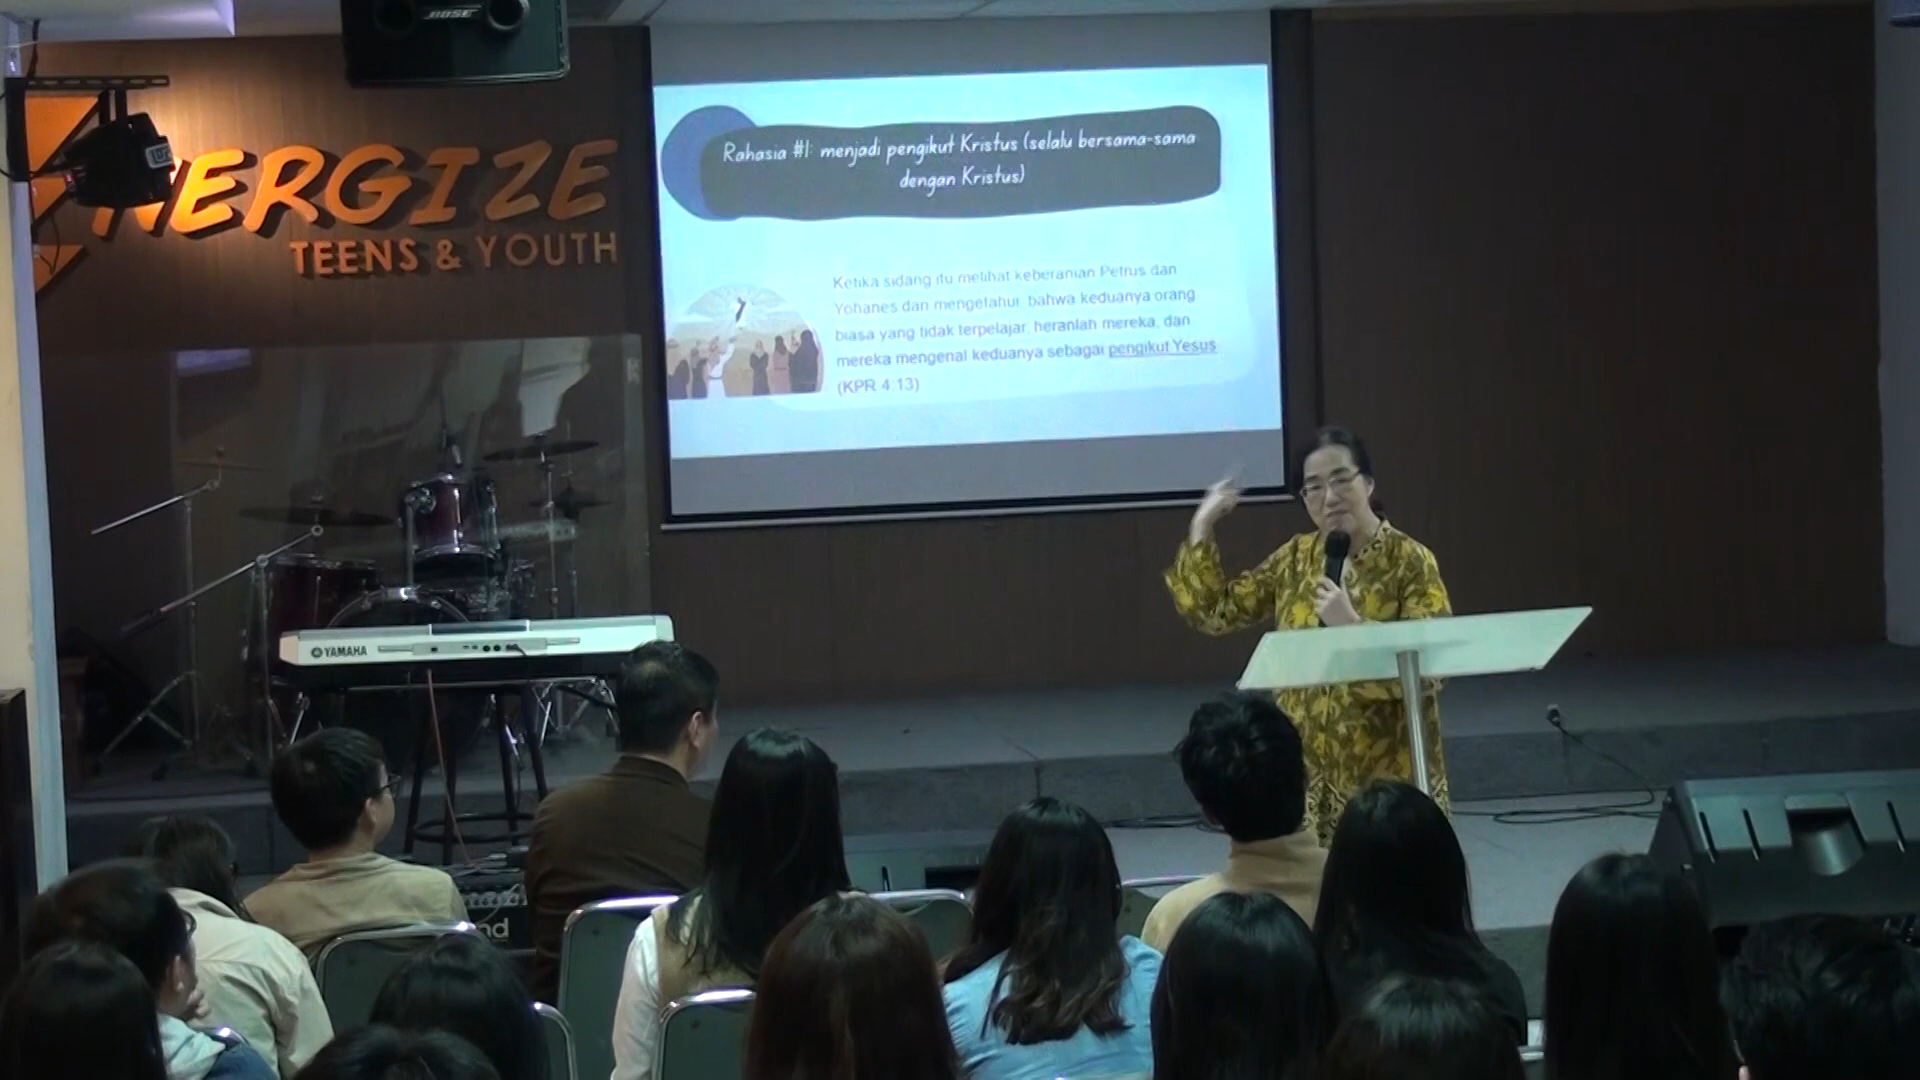 BOSE
NERGIZE
TEENS & YOUTH
Rahasia #1: menjadi pengikut Kristus (selalu bersama-sama
dengan Kristus)
Ketika sidang itu melihat keberanian Petrus dan
Yohanes dan mengetahui, bahwa keduanya orang
biasa yang tidak terpelajar, heranlah mereka; dan
mereka mengenal keduanya sebagai pengikut Yesus
(KPR 4:13)
YAMAHA